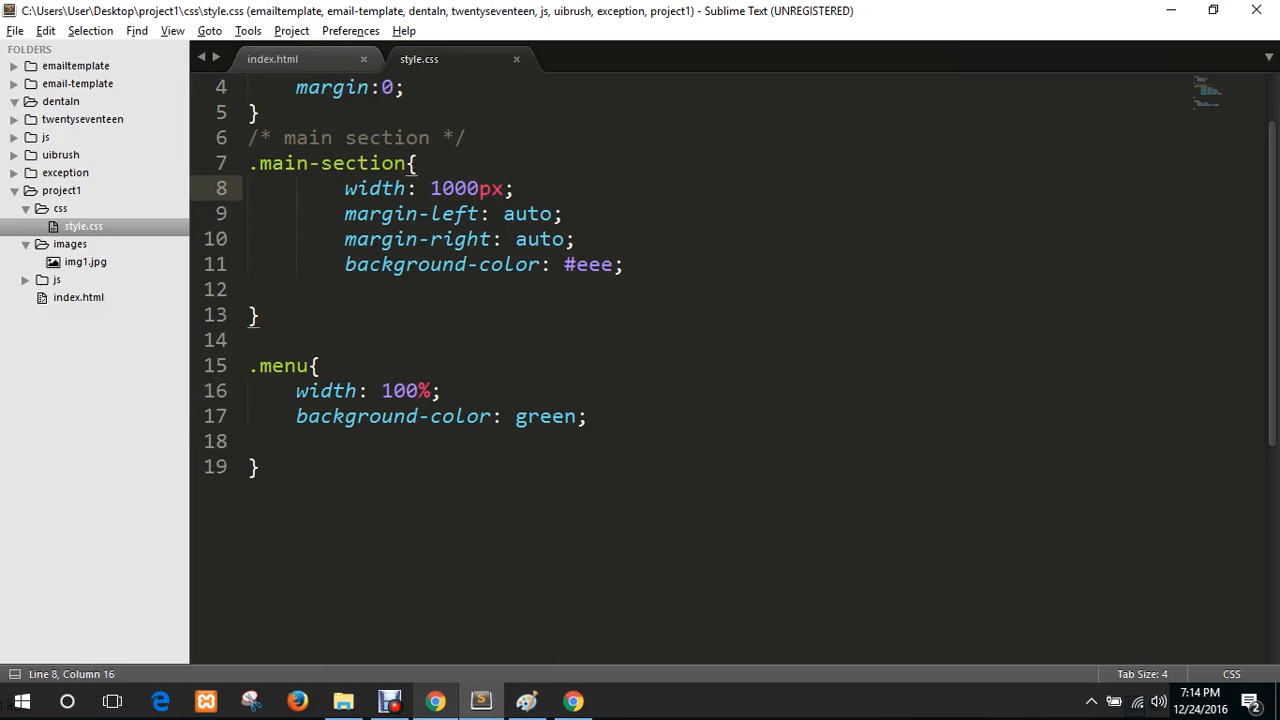 C:\Users\User\Desktop\project1\css\style.css (emailtemplate, email-template, dentaln, twentyseventeen, js, uibrush, exception, project1) - Sublime Text (UNREGISTERED)
File Edit Selection Find View Goto Tools Project Preferences Help
FOLDERS
emailtemplate
email-template
dentaln
twentyseventeen
js
uibrush
exception
project1
css
style.css
images
img1.jpg
js
index.html
index.html × style.css ×
4 margin:0;
5 }
6 /* main section */
7 .main-section{
8 width: 1000px;
9 margin-left: auto;
10 margin-right: auto;
11 background-color: #eee;
12
13 }
14
15 .menu{
16 width: 100%;
17 background-color: green;
18
19 }
Line 8, Column 16 Tab Size: 4 CSS
7:14 PM
12/24/2016
2